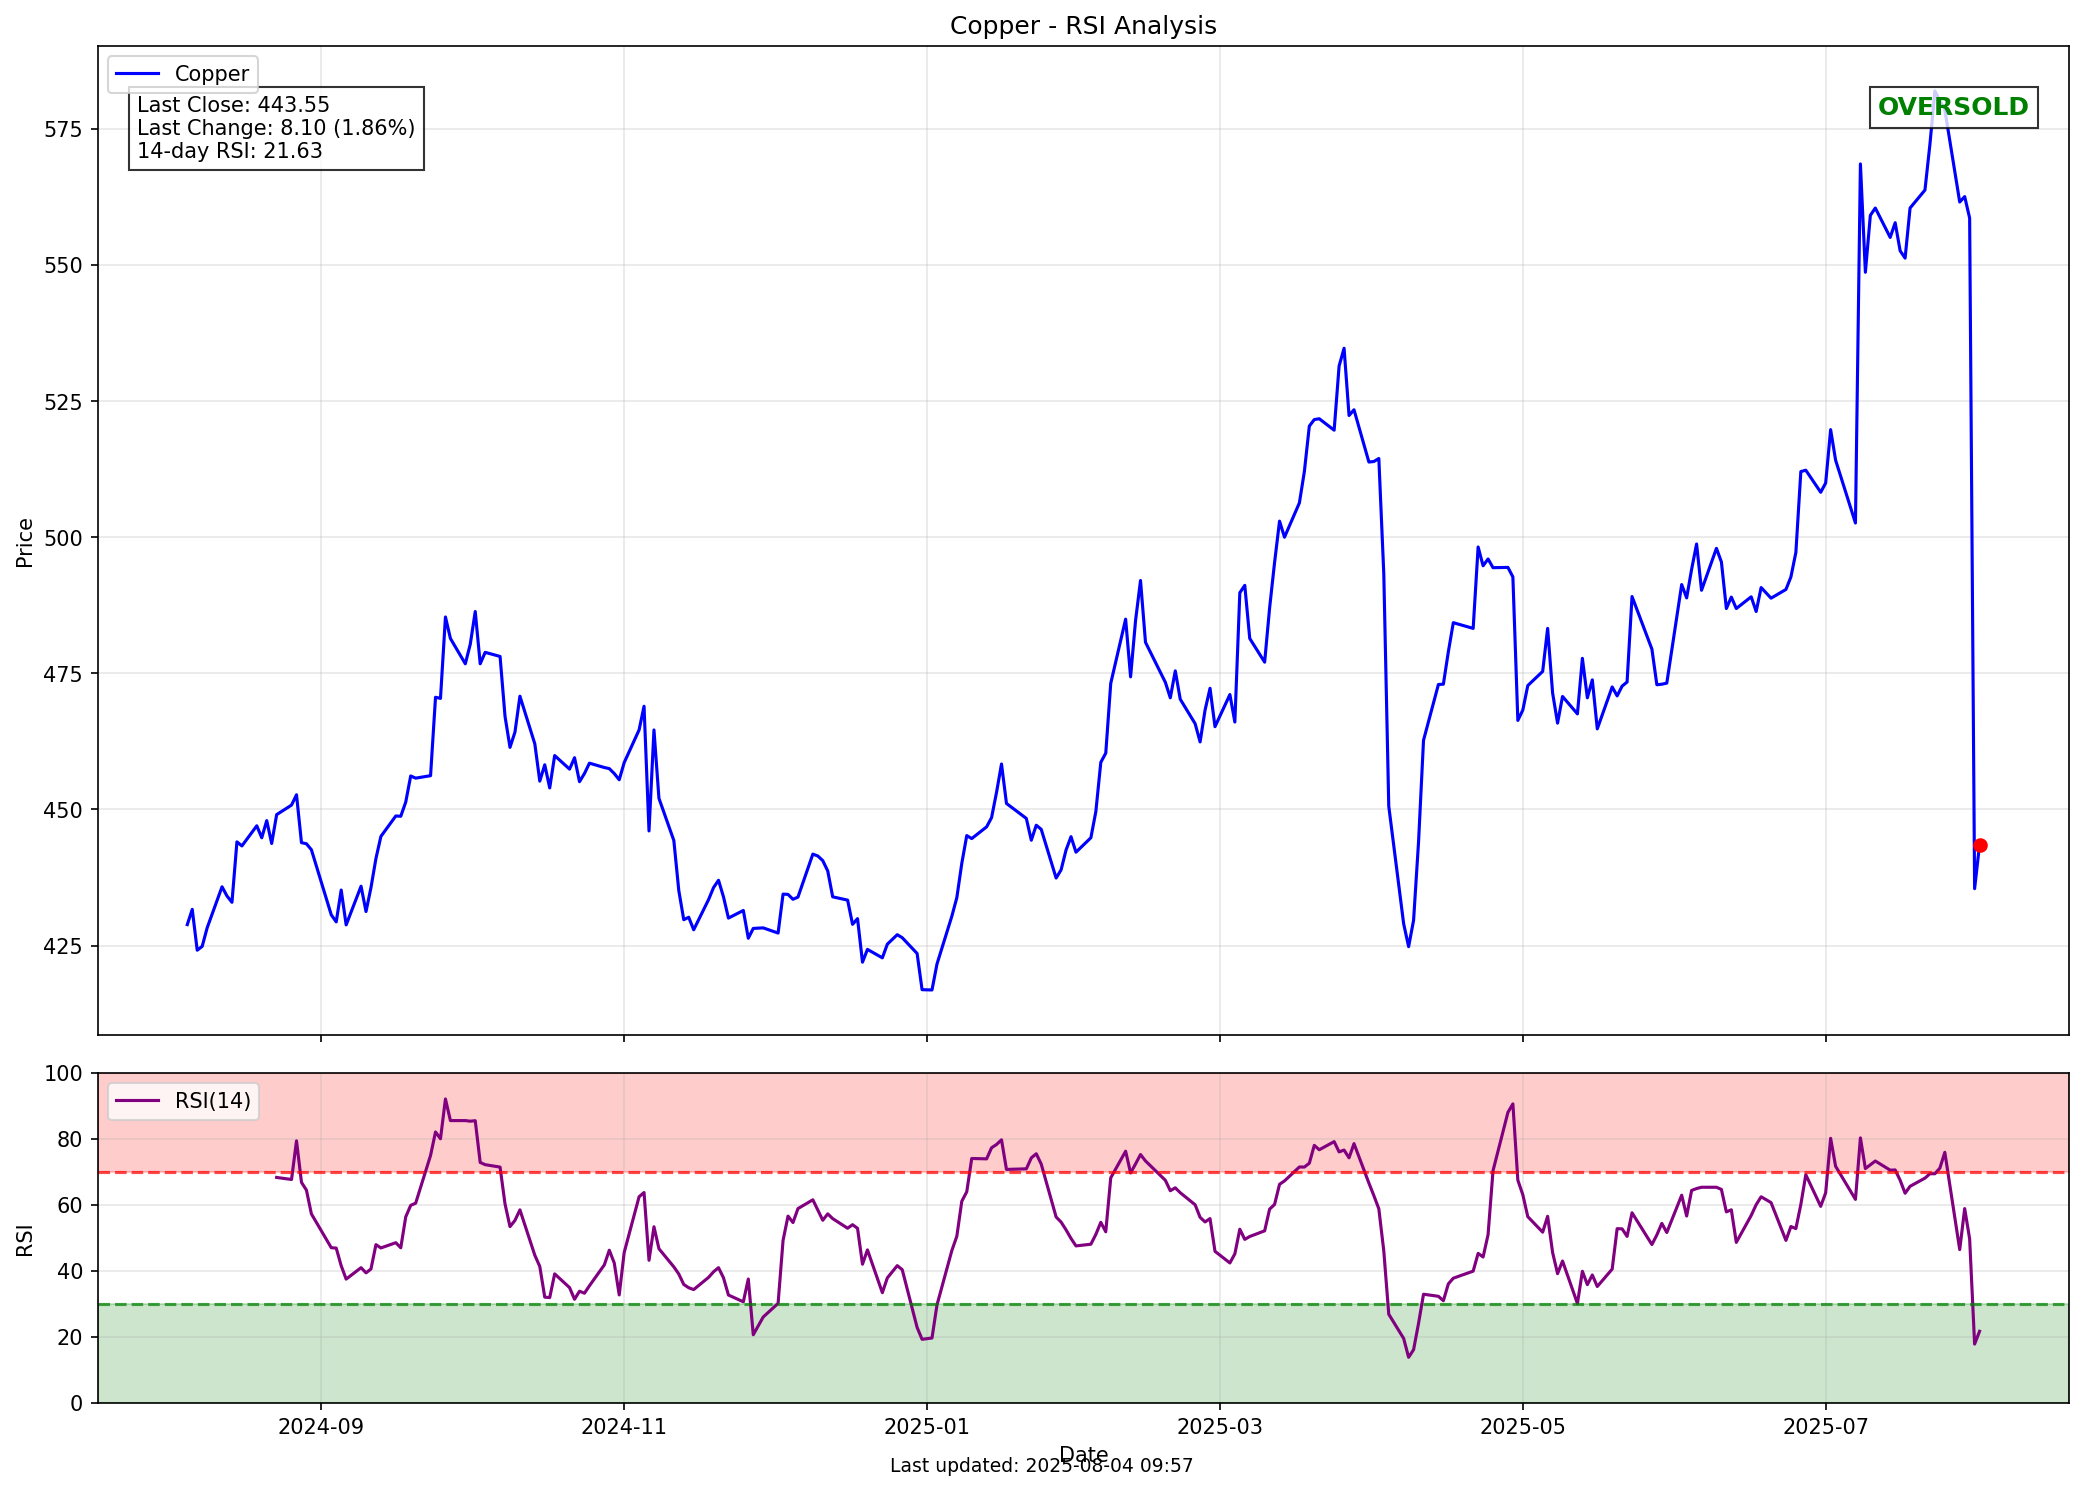 Copper - RSI Analysis
Copper
Last Close: 443.55
Last Change: 8.10 (1.86%)
14-day RSI: 21.63
OVERSOLD
575
550
525
500
475
450
425
Price
100
80
60
40
20
0
RSI
RSI(14)
2024-09
2024-11
2025-01
2025-03
2025-05
2025-07
Date
Last updated: 2025-08-04 09:57